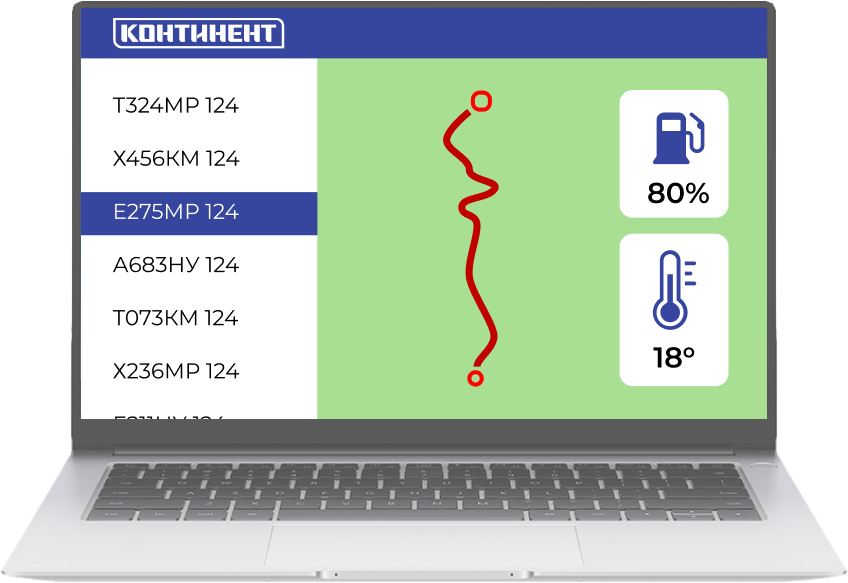 КОНТИНЕНТ
Т324МР 124
Х456КМ 124
Е275МР 124
А683НУ 124
Т073КМ 124
Х236МР 124
80%
18°